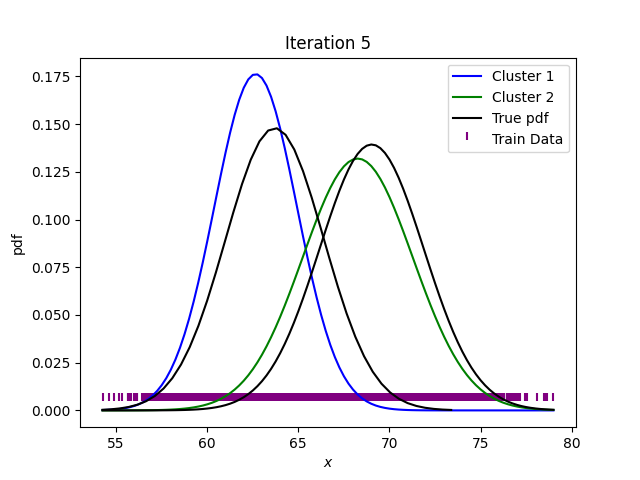 Iteration 5
Cluster 1
Cluster 2
True pdf
Train Data
pdf
0.175
0.150
0.125
0.100
0.075
0.050
0.025
0.000
55 60 65 70 75 80
x